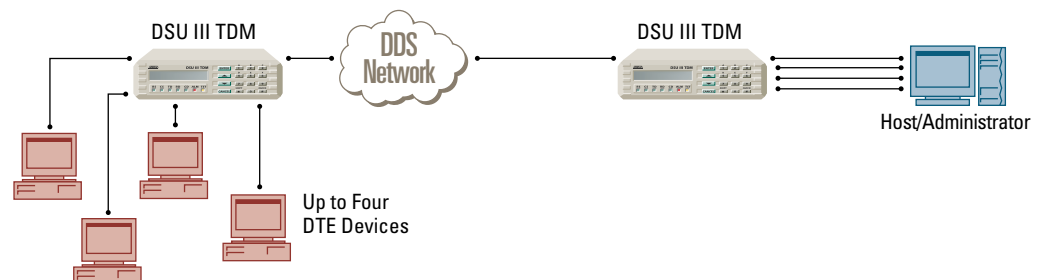 DSU III TDM
DDS
Network
DSU III TDM
Host/Administrator
Up to Four
DTE Devices